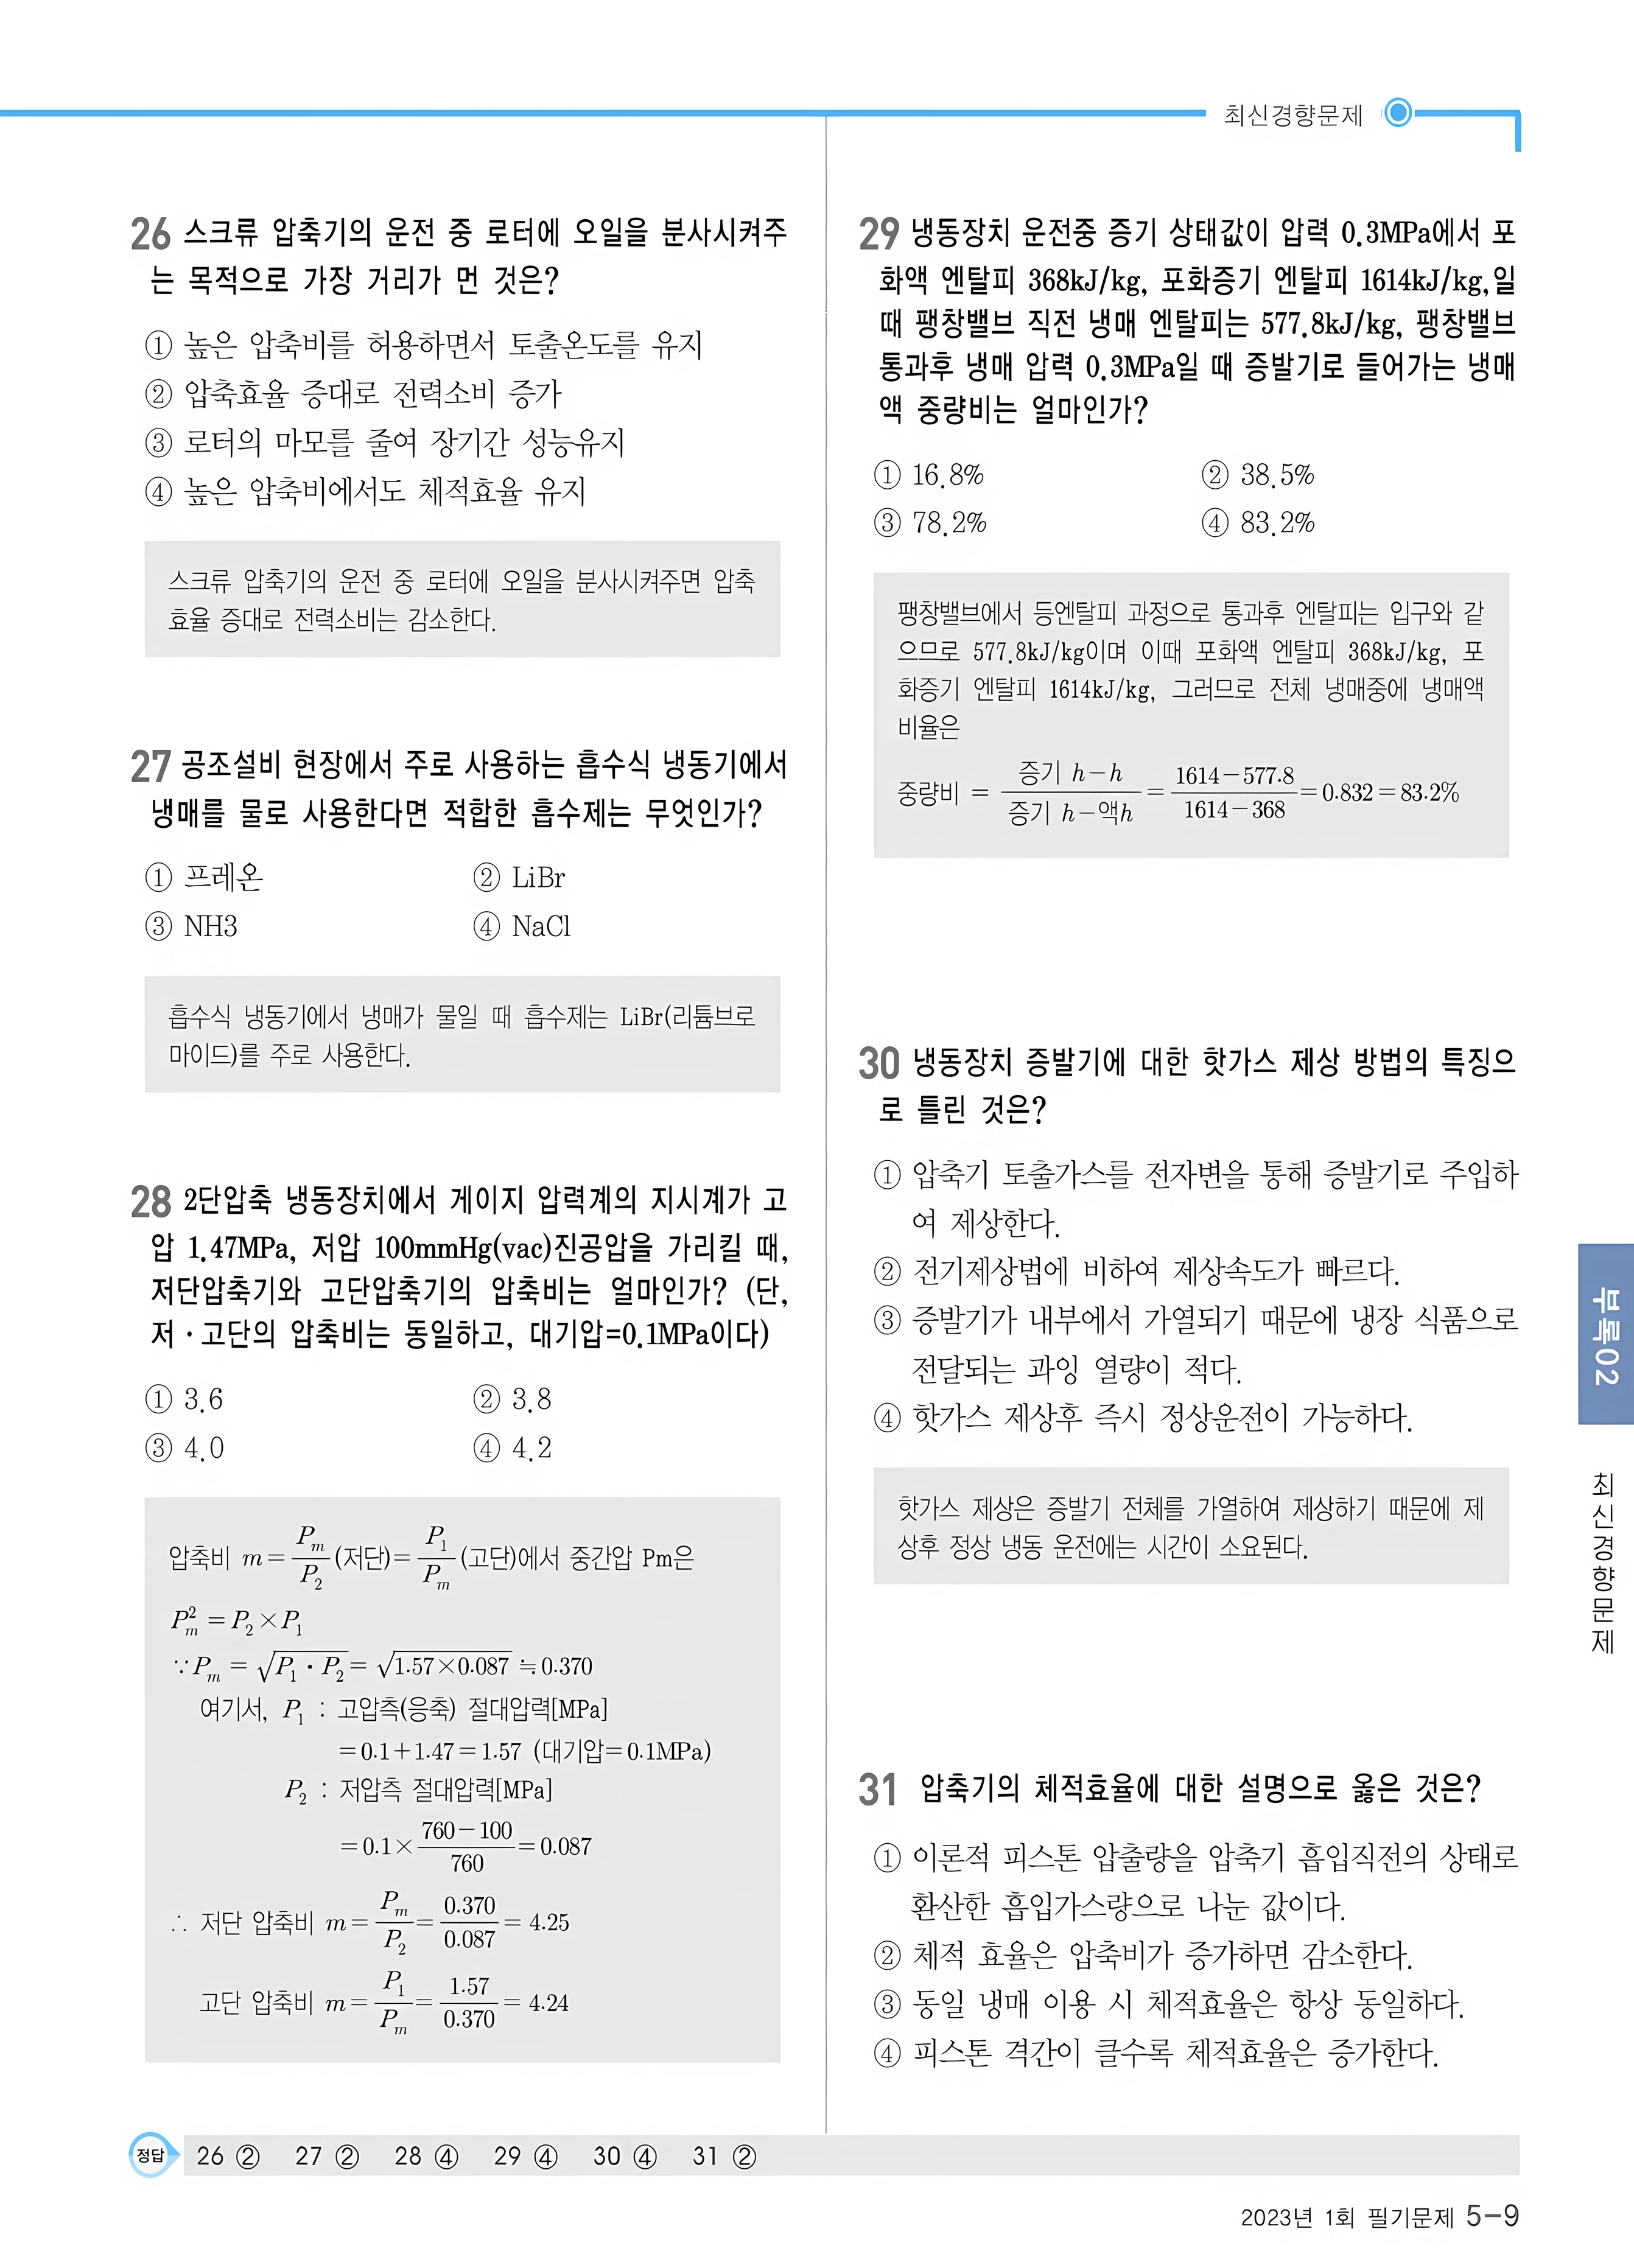 최신경향문제
26 스크류 압축기의 운전 중 로터에 오일을 분사시켜주
는 목적으로 가장 거리가 먼 것은?
① 높은 압축비를 허용하면서 토출온도를 유지
② 압축효율 증대로 전력소비 증가
③ 로터의 마모를 줄여 장기간 성능유지
④ 높은 압축비에서도 체적효율 유지
스크류 압축기의 운전 중 로터에 오일을 분사시켜주면 압축
효율 증대로 전력소비는 감소한다.
27 공조설비 현장에서 주로 사용하는 흡수식 냉동기에서
냉매를 물로 사용한다면 적합한 흡수제는 무엇인가?
① 프레온 ② LiBr
③ NH3 ④ NaCl
흡수식 냉동기에서 냉매가 물일 때 흡수제는 LiBr(리튬브로
마이드)를 주로 사용한다.
28 2단압축 냉동장치에서 게이지 압력계의 지시계가 고
압 1.47MPa, 저압 100mmHg(vac)진공압을 가리킬 때,
저단압축기와 고단압축기의 압축비는 얼마인가? (단,
저·고단의 압축비는 동일하고, 대기압=0.1MPa이다)
① 3.6 ② 3.8
③ 4.0 ④ 4.2
압축비 m = P_m/P_2 (저단) = P_1/P_m (고단)에서 중간압 Pm은
P_m^2 = P_2 × P_1
∵ P_m = √(P_1 · P_2) = √(1.57×0.087) ≒ 0.370
여기서, P_1 : 고압측(응축) 절대압력[MPa]
= 0.1+1.47 = 1.57 (대기압= 0.1MPa)
P_2 : 저압측 절대압력[MPa]
= 0.1× (760-100)/760 = 0.087
∴ 저단 압축비 m = P_m/P_2 = 0.370/0.087 = 4.25
고단 압축비 m = P_1/P_m = 1.57/0.370 = 4.24
29 냉동장치 운전중 증기 상태값이 압력 0.3MPa에서 포
화액 엔탈피 368kJ/kg, 포화증기 엔탈피 1614kJ/kg,일
때 팽창밸브 직전 냉매 엔탈피는 577.8kJ/kg, 팽창밸브
통과후 냉매 압력 0.3MPa일 때 증발기로 들어가는 냉매
액 중량비는 얼마인가?
① 16.8% ② 38.5%
③ 78.2% ④ 83.2%
팽창밸브에서 등엔탈피 과정으로 통과후 엔탈피는 입구와 같
으므로 577.8kJ/kg이며 이때 포화액 엔탈피 368kJ/kg, 포
화증기 엔탈피 1614kJ/kg, 그러므로 전체 냉매중에 냉매액
비율은
중량비 = (증기 h-h)/(증기 h-액h) = (1614-577.8)/(1614-368) = 0.832 = 83.2%
30 냉동장치 증발기에 대한 핫가스 제상 방법의 특징으
로 틀린 것은?
① 압축기 토출가스를 전자변을 통해 증발기로 주입하
여 제상한다.
② 전기제상법에 비하여 제상속도가 빠르다.
③ 증발기가 내부에서 가열되기 때문에 냉장 식품으로
전달되는 과잉 열량이 적다.
④ 핫가스 제상후 즉시 정상운전이 가능하다.
핫가스 제상은 증발기 전체를 가열하여 제상하기 때문에 제
상후 정상 냉동 운전에는 시간이 소요된다.
31 압축기의 체적효율에 대한 설명으로 옳은 것은?
① 이론적 피스톤 압출량을 압축기 흡입직전의 상태로
환산한 흡입가스량으로 나눈 값이다.
② 체적 효율은 압축비가 증가하면 감소한다.
③ 동일 냉매 이용 시 체적효율은 항상 동일하다.
④ 피스톤 격간이 클수록 체적효율은 증가한다.
부록02
최신경향문제
정답 26 ② 27 ② 28 ④ 29 ④ 30 ④ 31 ②
2023년 1회 필기문제 5-9